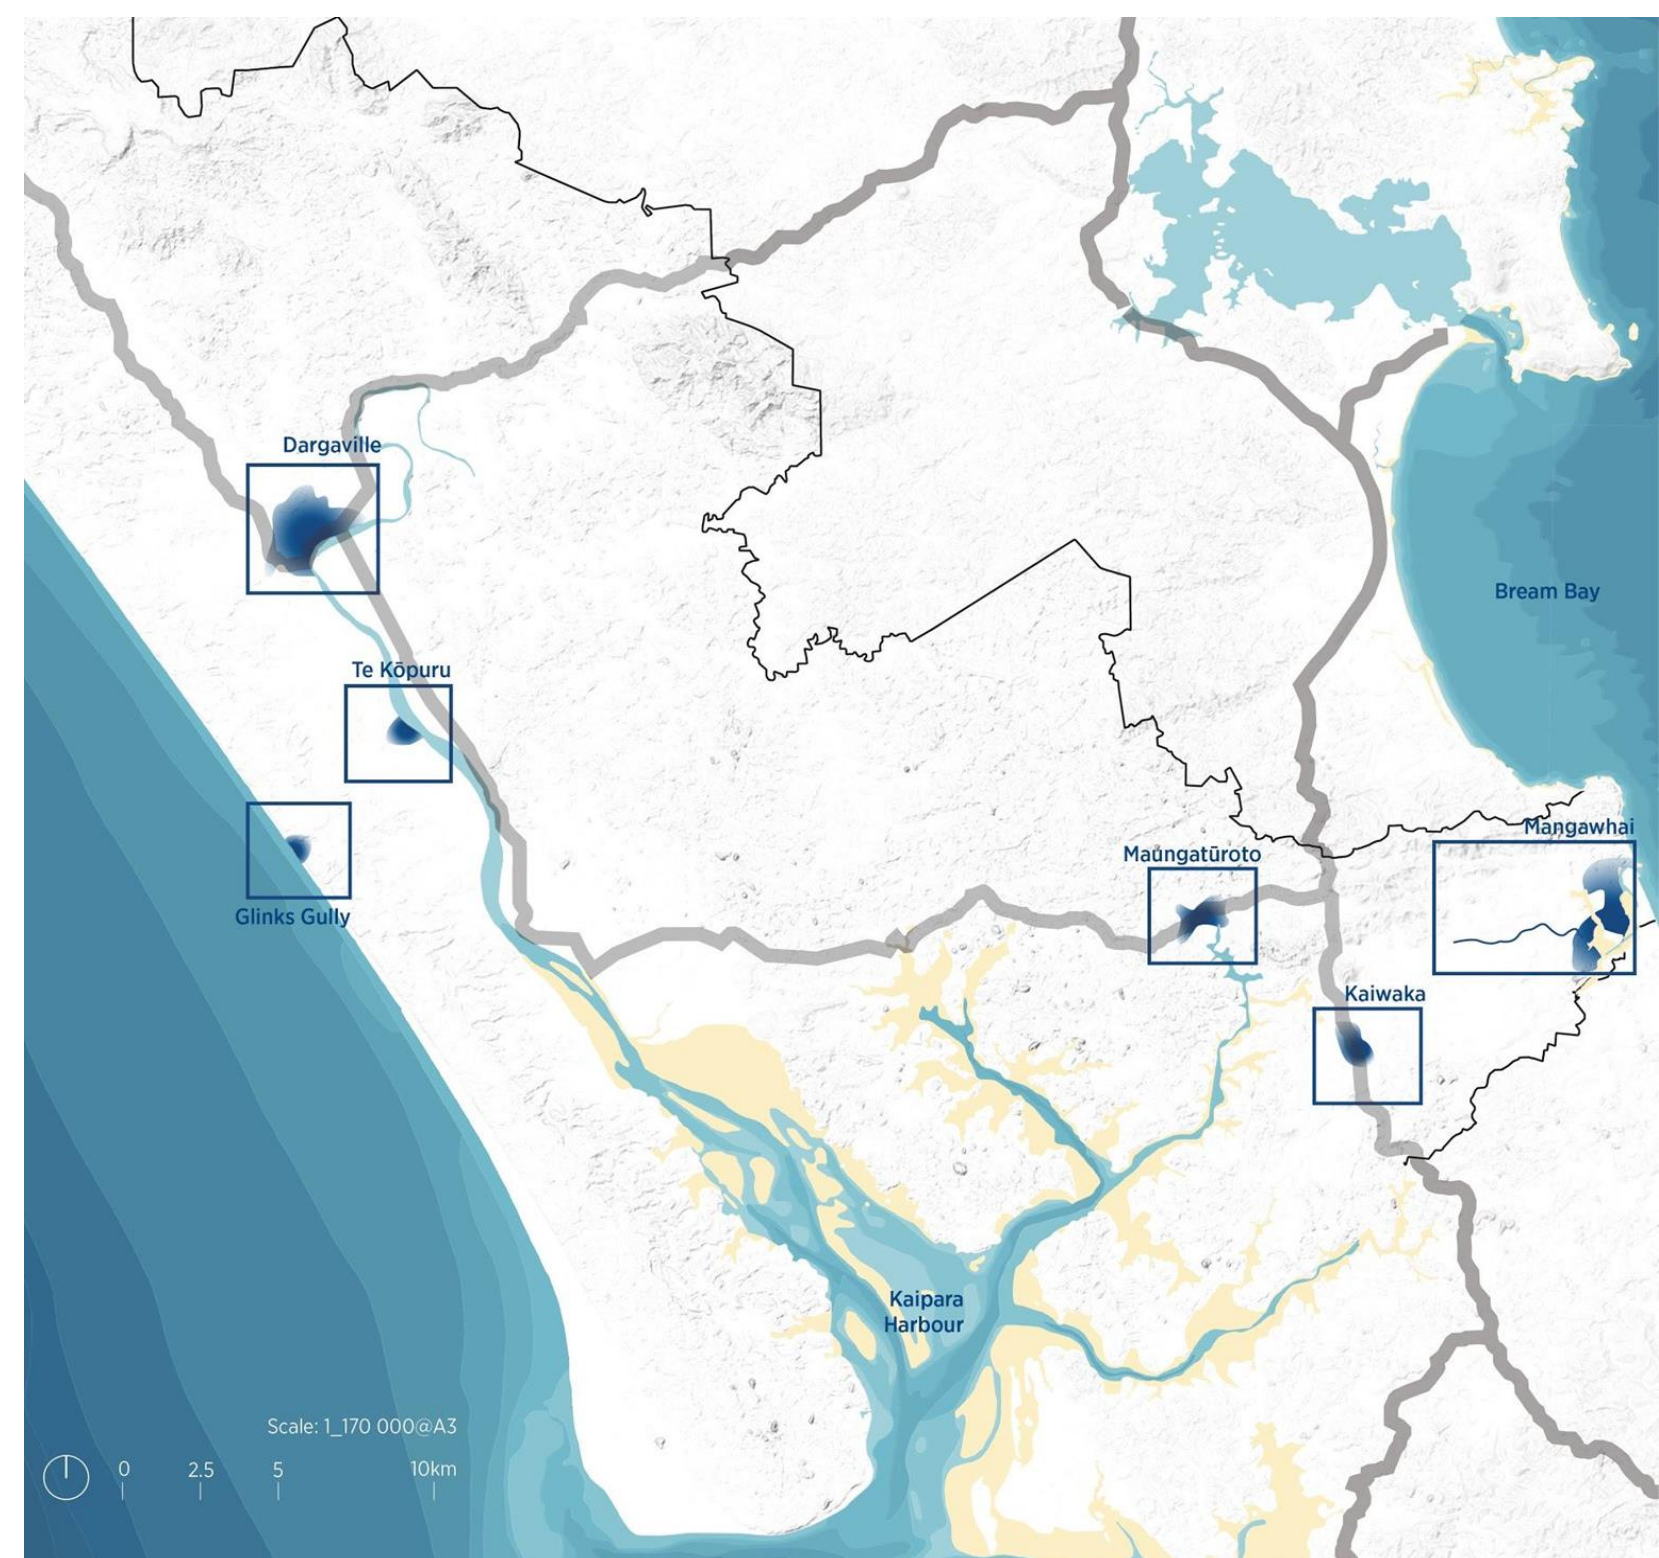 Dargaville
Bream Bay
Te Kōpuru
Mangawhai
Maungatūroto
Glinks Gully
Kaiwaka
Kaipara
Harbour
Scale: 1_170 000@A3
0 2.5 5 10km